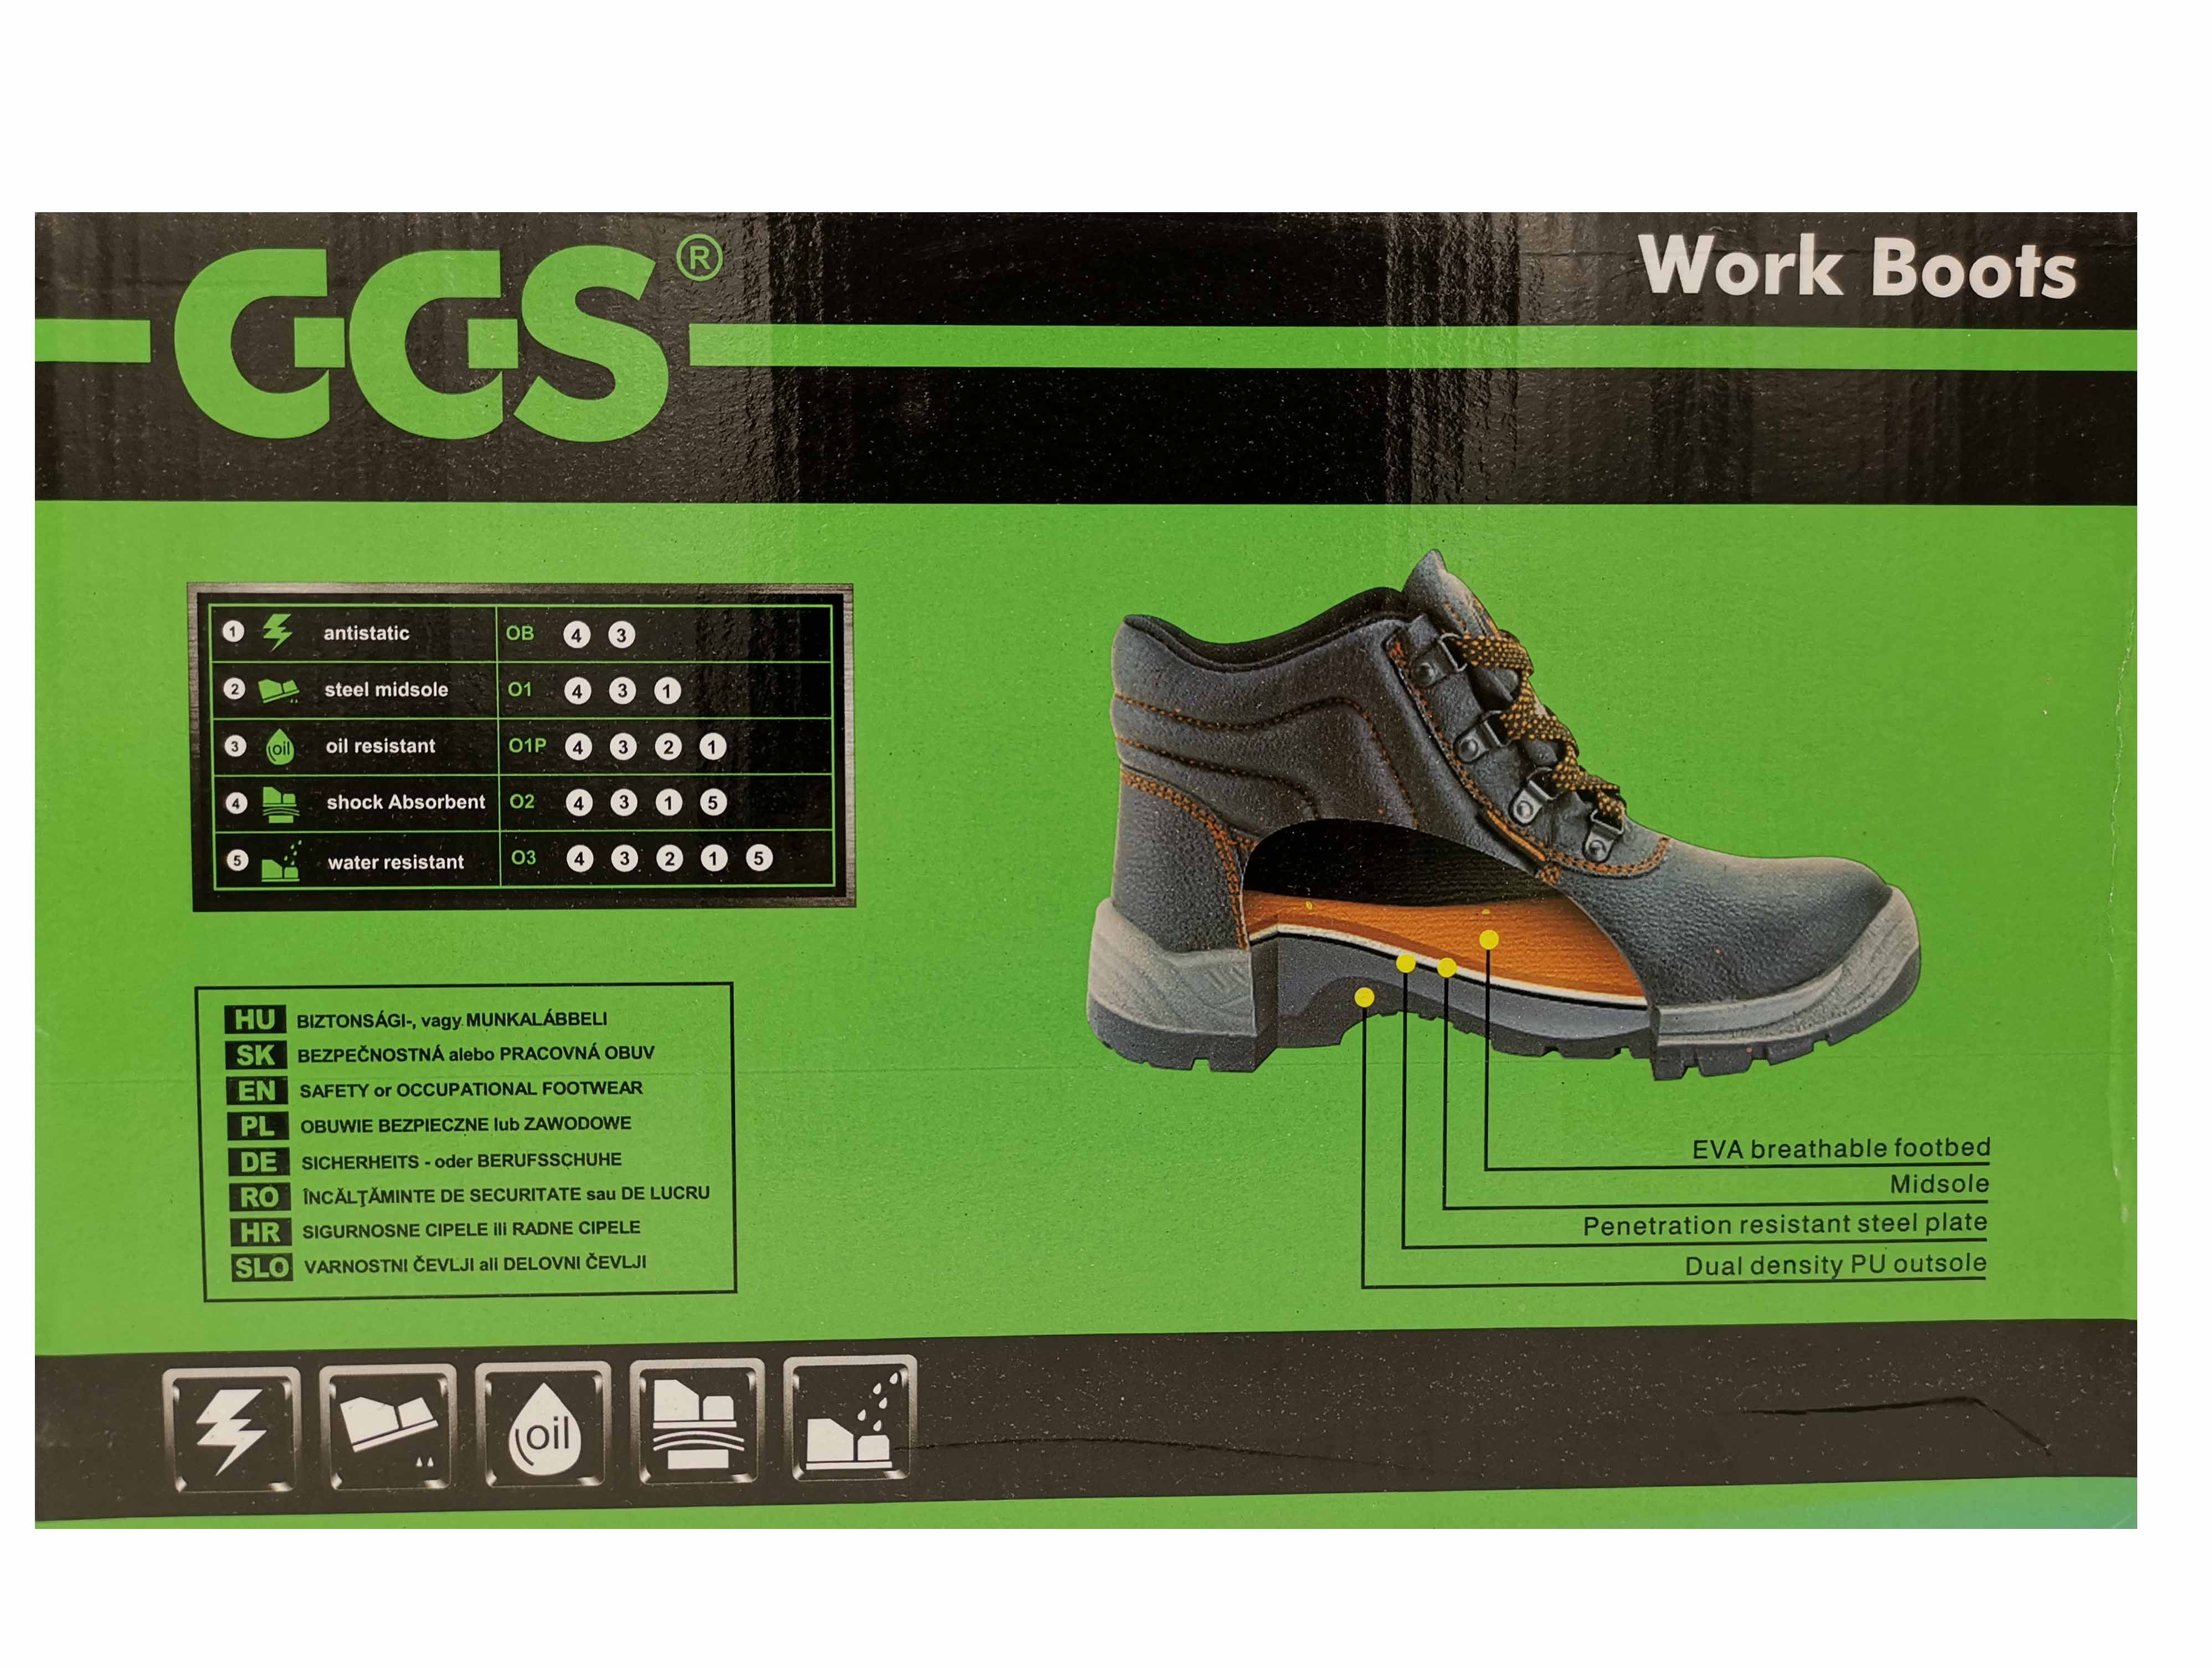 GGS®
Work Boots
1 antistatic OB 4 3
2 steel midsole O1 4 3 1
3 oil oil resistant O1P 4 3 2 1
4 shock Absorbent O2 4 3 1 5
5 water resistant O3 4 3 2 1 5
HU BIZTONSÁGI-, vagy MUNKALÁBBELI
SK BEZPEČNOSTNÁ alebo PRACOVNÁ OBUV
EN SAFETY or OCCUPATIONAL FOOTWEAR
PL OBUWIE BEZPIECZNE lub ZAWODOWE
DE SICHERHEITS - oder BERUFSSCHUHE
RO ÎNCĂLŢĂMINTE DE SECURITATE sau DE LUCRU
HR SIGURNOSNE CIPELE ili RADNE CIPELE
SLO VARNOSTNI ČEVLJI ali DELOVNI ČEVLJI
EVA breathable footbed
Midsole
Penetration resistant steel plate
Dual density PU outsole
oil